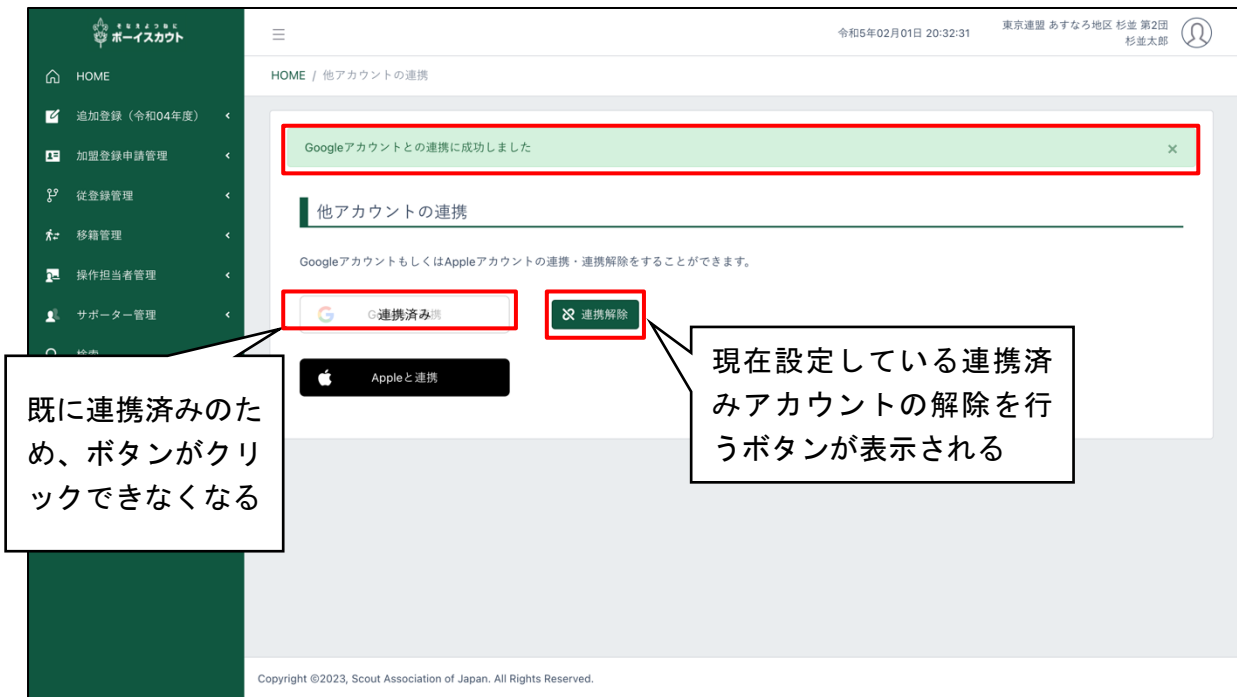 そなえよつねに
ボーイスカウト
令和5年02月01日 20:32:31
東京連盟 あすなろ地区 杉並 第2団
杉並太郎
HOME
HOME / 他アカウントの連携
追加登録（令和04年度）
加盟登録申請管理
従登録管理
移籍管理
操作担当者管理
サポーター管理
検索
Googleアカウントとの連携に成功しました
×
他アカウントの連携
GoogleアカウントもしくはAppleアカウントの連携・連携解除をすることができます。
連携済み
連携解除
Appleと連携
既に連携済みのた
め、ボタンがクリ
ックできなくなる
現在設定している連携済
みアカウントの解除を行
うボタンが表示される
Copyright ©2023, Scout Association of Japan. All Rights Reserved.